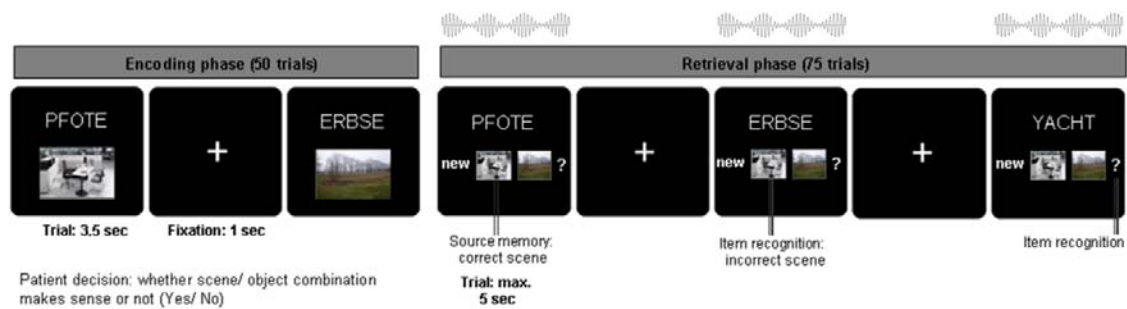 Encoding phase (50 trials)
Retrieval phase (75 trials)
PFOTE
+
ERBSE
PFOTE
new ?
+
ERBSE
new ?
+
YACHT
new ?
Trial: 3,5 sec
Fixation: 1 sec
Source memory:
correct scene
Item recognition:
incorrect scene
Item recognition
Trial: max.
5 sec
Patient decision: whether scene/ object combination
makes sense or not (Yes/ No)